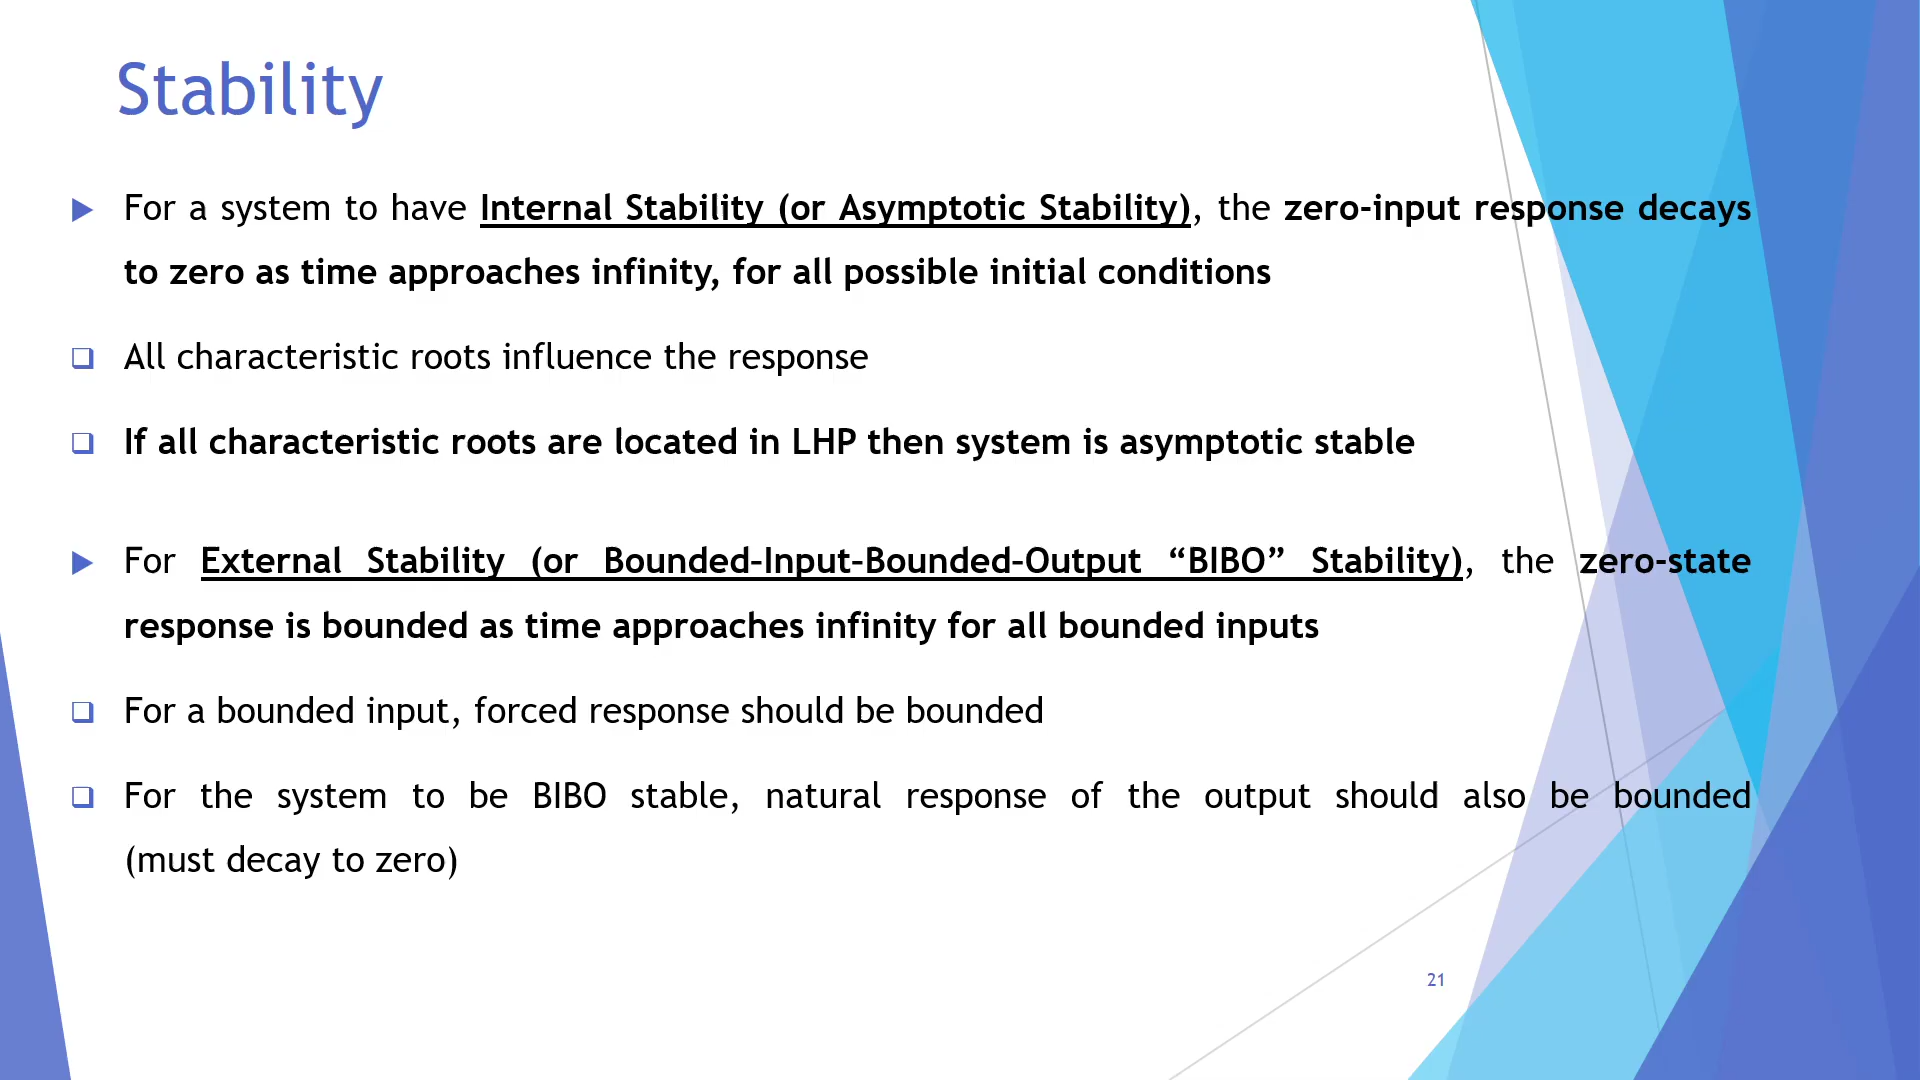 Stability
For a system to have Internal Stability (or Asymptotic Stability), the zero-input response decays
to zero as time approaches infinity, for all possible initial conditions
All characteristic roots influence the response
If all characteristic roots are located in LHP then system is asymptotic stable
For External Stability (or Bounded-Input-Bounded-Output “BIBO” Stability), the zero-state
response is bounded as time approaches infinity for all bounded inputs
For a bounded input, forced response should be bounded
For the system to be BIBO stable, natural response of the output should also be bounded
(must decay to zero)
21